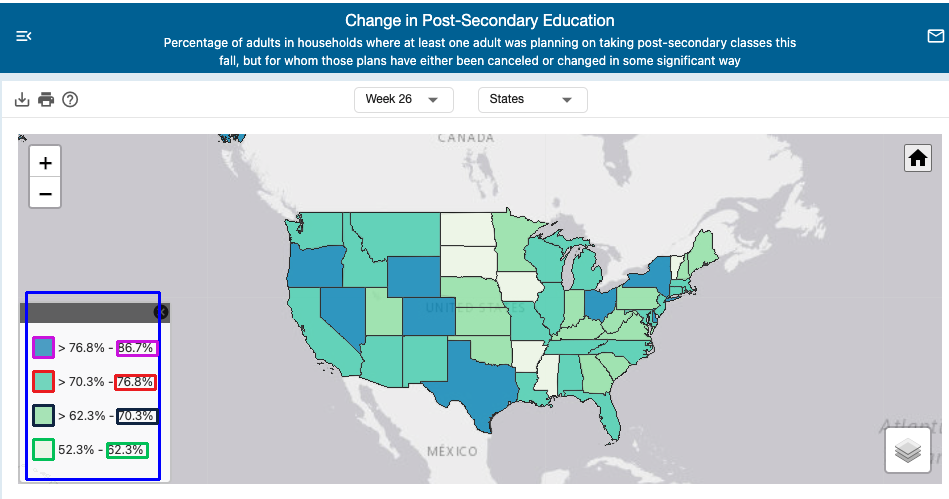 Change in Post-Secondary Education
Percentage of adults in households where at least one adult was planning on taking post-secondary classes this
fall, but for whom those plans have either been canceled or changed in some significant way
Week 26
States
CANADA
+
−
UNITED STATES
> 76.8% - 86.7%
> 70.3% - 76.8%
> 62.3% - 70.3%
52.3% - 62.3%
MÉXICO